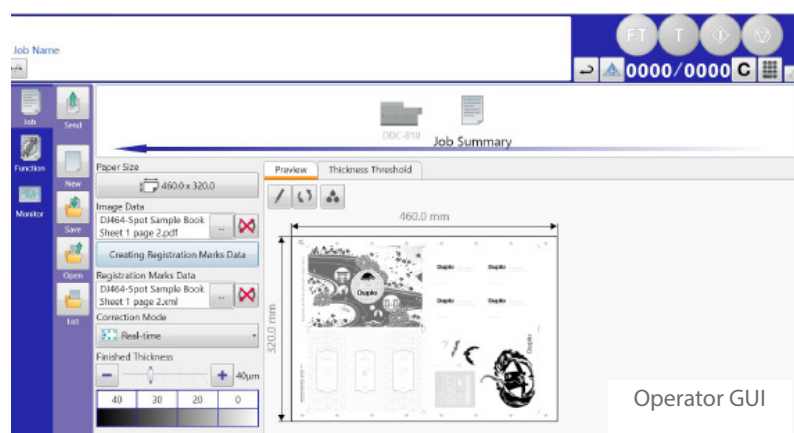 Job Name
FT T
0000/0000 C
Job
Send
DDC-810
Job Summary
Function
New
Monitor
Save
Open
List
Paper Size
460.0 x 320.0
Image Data
DJ464-Spot Sample Book
Sheet 1 page 2.pdf
..
Creating Registration Marks Data
Registration Marks Data
DJ464-Spot Sample Book
Sheet 1 page 2.xml
..
Correction Mode
Real-time
Finished Thickness
40μm
40 30 20 0
Preview Thickness Threshold
460.0 mm
320.0 mm
Duplo
Duplo Duplo
Duplo Duplo
Duplo
Operator GUI